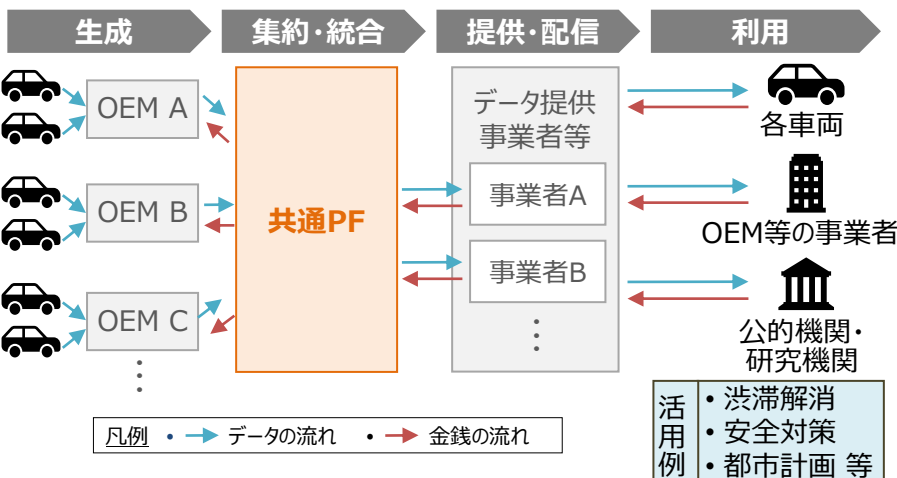 生成
集約・統合
提供・配信
利用
OEM A
OEM B
OEM C
⋮
共通PF
データ提供
事業者等
事業者A
事業者B
⋮
各車両
OEM等の事業者
公的機関・
研究機関
活用例
・渋滞解消
・安全対策
・都市計画 等
凡例 ・ データの流れ ・ 金銭の流れ